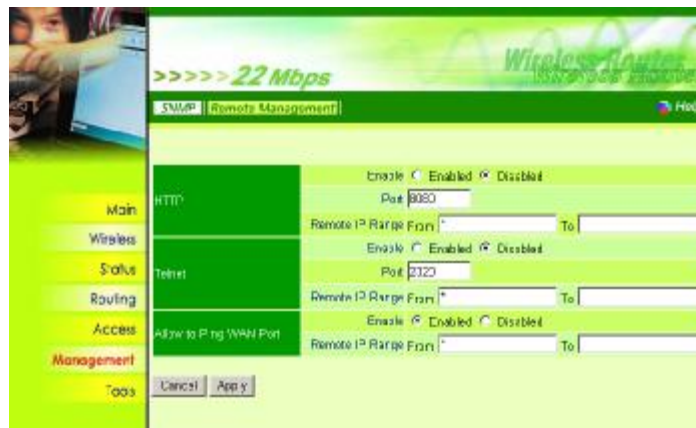 >>>>> 22 Mbps
Wireless Router
SNMP | Remote Management |
Main
Wireless
Status
Routing
Access
Management
Tools
HTTP
Enable Enabled Disabled
Port 8080
Remote IP Range From * To
Telnet
Enable Enabled Disabled
Port 2323
Remote IP Range From * To
Allow to Ping WAN Port
Enable Enabled Disabled
Remote IP Range From * To
Cancel Apply